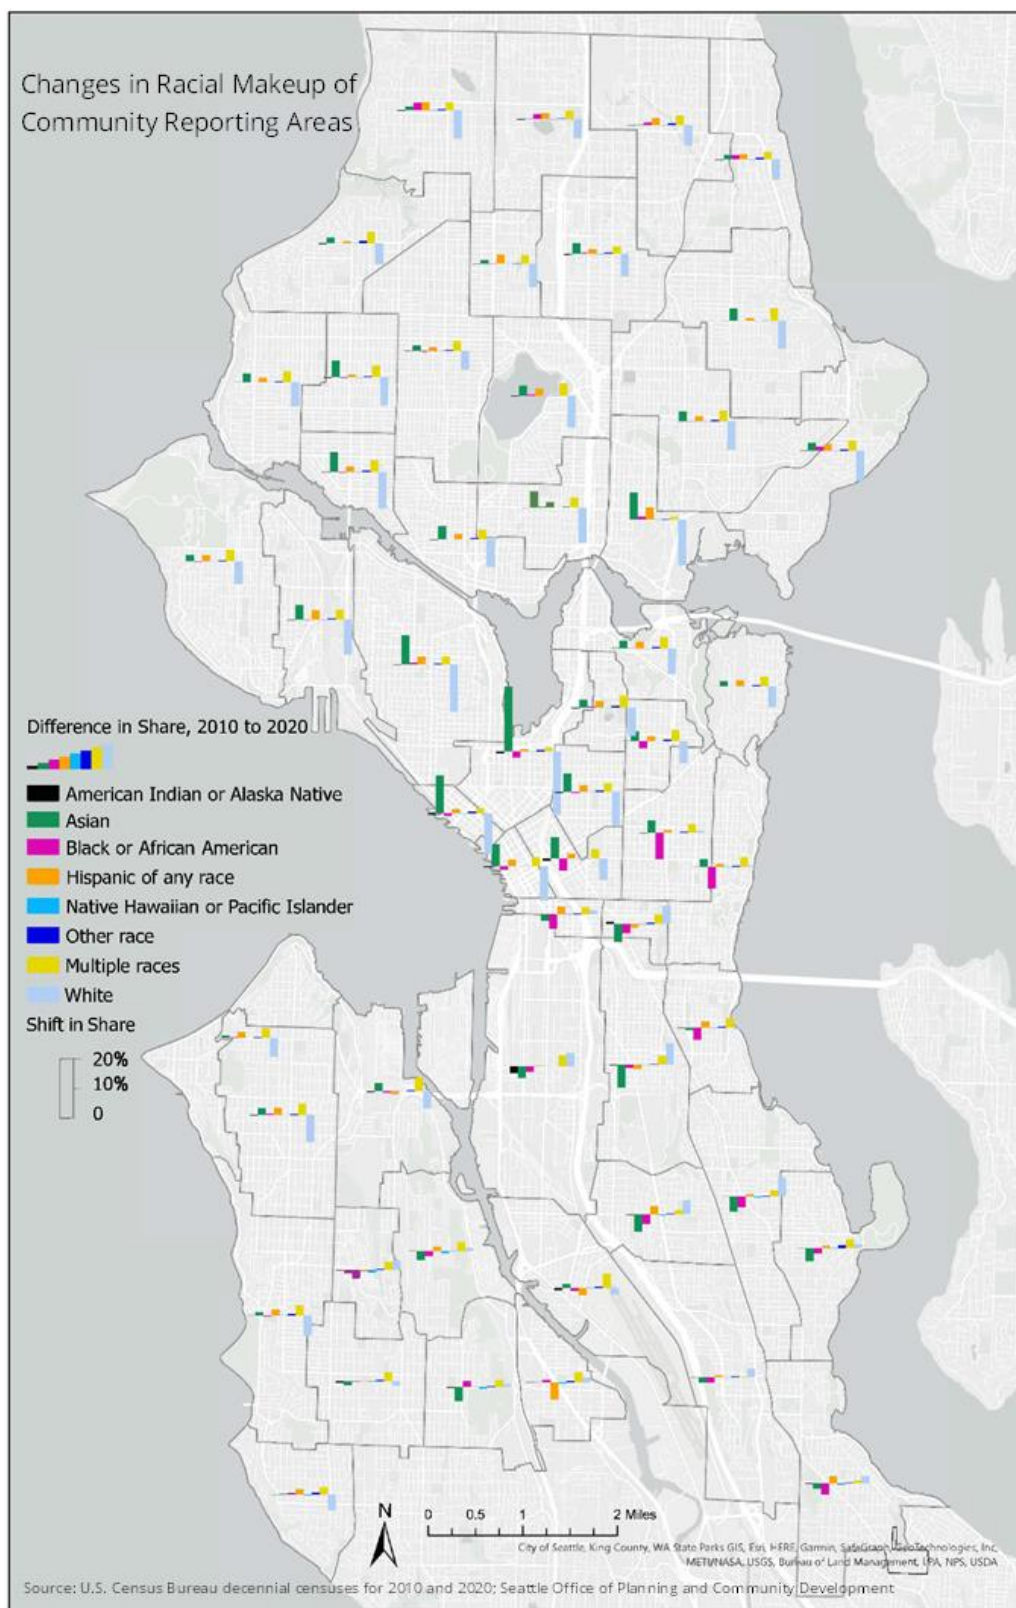 Changes in Racial Makeup of
Community Reporting Areas
Difference in Share, 2010 to 2020
American Indian or Alaska Native
Asian
Black or African American
Hispanic of any race
Native Hawaiian or Pacific Islander
Other race
Multiple races
White
Shift in Share
20%
10%
0
N
0 0.5 1 2 Miles
City of Seattle, King County, WA State Parks GIS, Esri, HERE, Garmin, SafeGraph, GeoTechnologies, Inc,
METI/NASA, USGS, Bureau of Land Management, EPA, NPS, USDA
Source: U.S. Census Bureau decennial censuses for 2010 and 2020; Seattle Office of Planning and Community Development